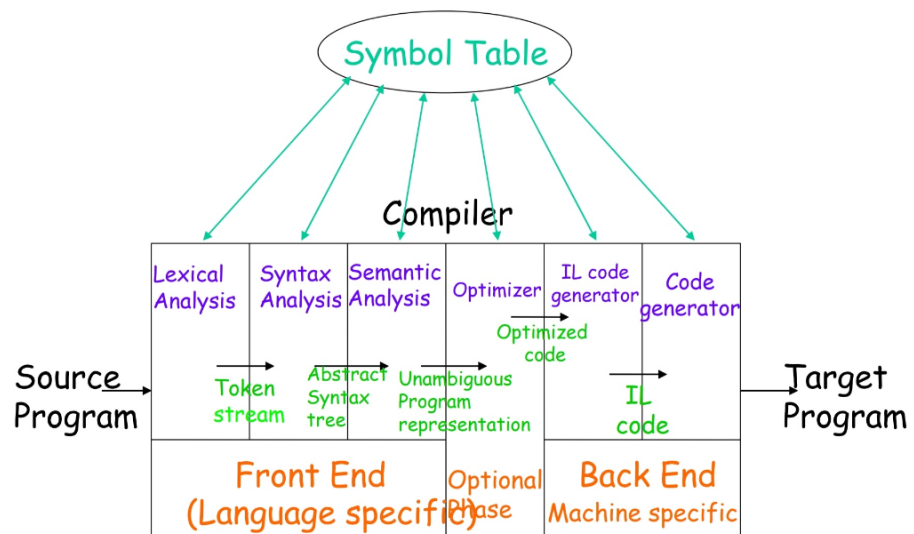 Symbol Table
Compiler
Lexical
Analysis
Syntax
Analysis
Semantic
Analysis
Optimizer
IL code
generator
Code
generator
Source
Program
Token
stream
Abstract
Syntax
tree
Unambiguous
Program
representation
Optimized
code
IL
code
Target
Program
Front End
(Language specific)
Optional
Phase
Back End
Machine specific